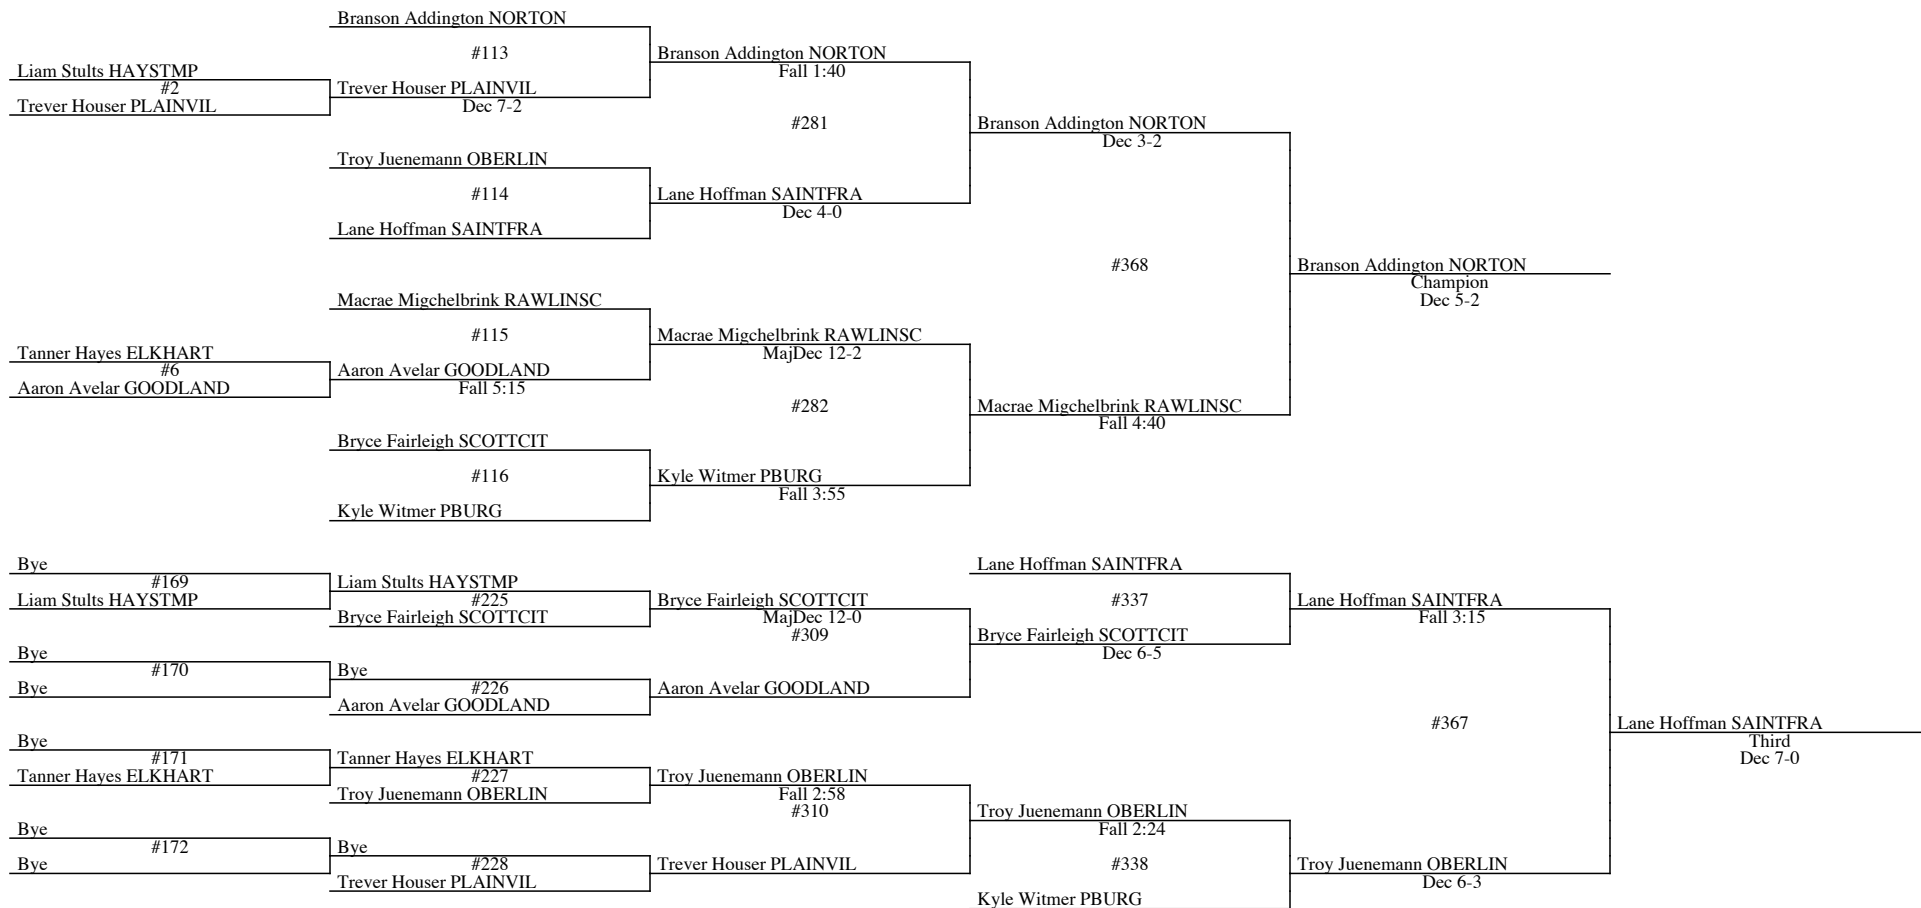 Branson Addington NORTON
#113
Branson Addington NORTON
Fall 1:40
Liam Stults HAYSTMP
#2
Trever Houser PLAINVIL
Trever Houser PLAINVIL
Dec 7-2
#281
Branson Addington NORTON
Dec 3-2
Troy Juenemann OBERLIN
#114
Lane Hoffman SAINTFRA
Dec 4-0
Lane Hoffman SAINTFRA
#368
Branson Addington NORTON
Champion
Dec 5-2
Macrae Migchelbrink RAWLINSC
#115
Macrae Migchelbrink RAWLINSC
MajDec 12-2
Tanner Hayes ELKHART
#6
Aaron Avelar GOODLAND
Aaron Avelar GOODLAND
Fall 5:15
#282
Macrae Migchelbrink RAWLINSC
Fall 4:40
Bryce Fairleigh SCOTTCIT
#116
Kyle Witmer PBURG
Fall 3:55
Kyle Witmer PBURG
Bye
#169
Liam Stults HAYSTMP
Liam Stults HAYSTMP
#225
Bryce Fairleigh SCOTTCIT
Bryce Fairleigh SCOTTCIT
MajDec 12-0
#309
Lane Hoffman SAINTFRA
#337
Bryce Fairleigh SCOTTCIT
Dec 6-5
Lane Hoffman SAINTFRA
Fall 3:15
Bye
#170
Bye
Bye
#226
Aaron Avelar GOODLAND
Aaron Avelar GOODLAND
#367
Lane Hoffman SAINTFRA
Third
Dec 7-0
Bye
#171
Tanner Hayes ELKHART
Tanner Hayes ELKHART
#227
Troy Juenemann OBERLIN
Troy Juenemann OBERLIN
Fall 2:58
#310
Troy Juenemann OBERLIN
Fall 2:24
Bye
#172
Bye
Bye
#228
Trever Houser PLAINVIL
Trever Houser PLAINVIL
#338
Kyle Witmer PBURG
Troy Juenemann OBERLIN
Dec 6-3